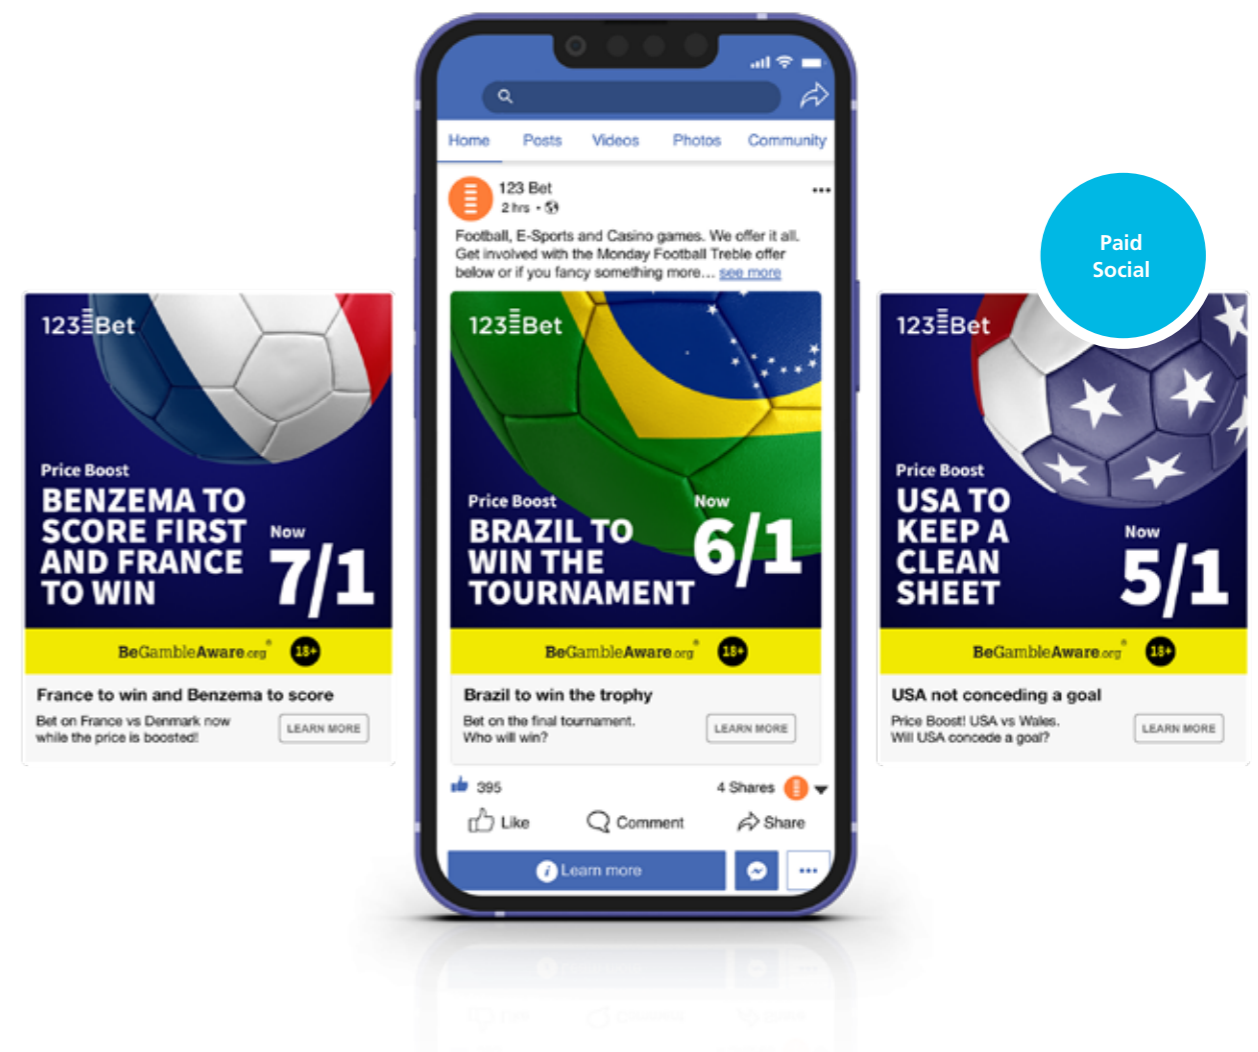 Home Posts Videos Photos Community
123 Bet
2 hrs
Football, E-Sports and Casino games. We offer it all.
Get involved with the Monday Football Treble offer
below or if you fancy something more... see more
Paid
Social
123 Bet
Price Boost
BENZEMA TO
SCORE FIRST
AND FRANCE
TO WIN
Now
7/1
BeGambleAware.org®
18+
France to win and Benzema to score
Bet on France vs Denmark now
while the price is boosted!
LEARN MORE
123 Bet
Price Boost
BRAZIL TO
WIN THE
TOURNAMENT
Now
6/1
BeGambleAware.org®
18+
Brazil to win the trophy
Bet on the final tournament.
Who will win?
LEARN MORE
395
4 Shares
Like Comment Share
Learn more
123 Bet
Price Boost
USA TO
KEEP A
CLEAN
SHEET
Now
5/1
BeGambleAware.org®
18+
USA not conceding a goal
Price Boost! USA vs Wales.
Will USA concede a goal?
LEARN MORE